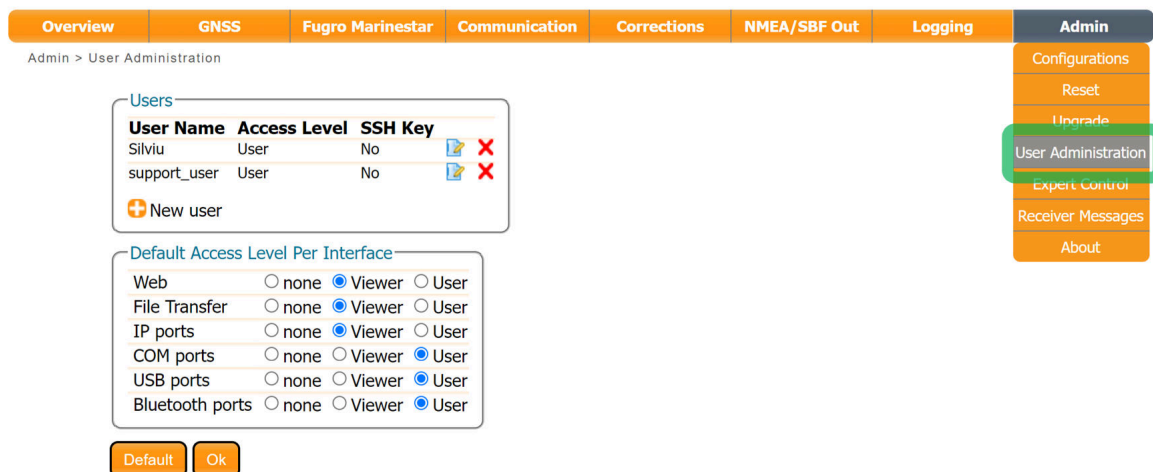 Overview GNSS Fugro Marinestar Communication Corrections NMEA/SBF Out Logging Admin
Admin > User Administration
Configurations
Reset
Upgrade
User Administration
Expert Control
Receiver Messages
About
Users
User Name Access Level SSH Key
Silviu User No
support_user User No
New user
Default Access Level Per Interface
Web none Viewer User
File Transfer none Viewer User
IP ports none Viewer User
COM ports none Viewer User
USB ports none Viewer User
Bluetooth ports none Viewer User
Default Ok